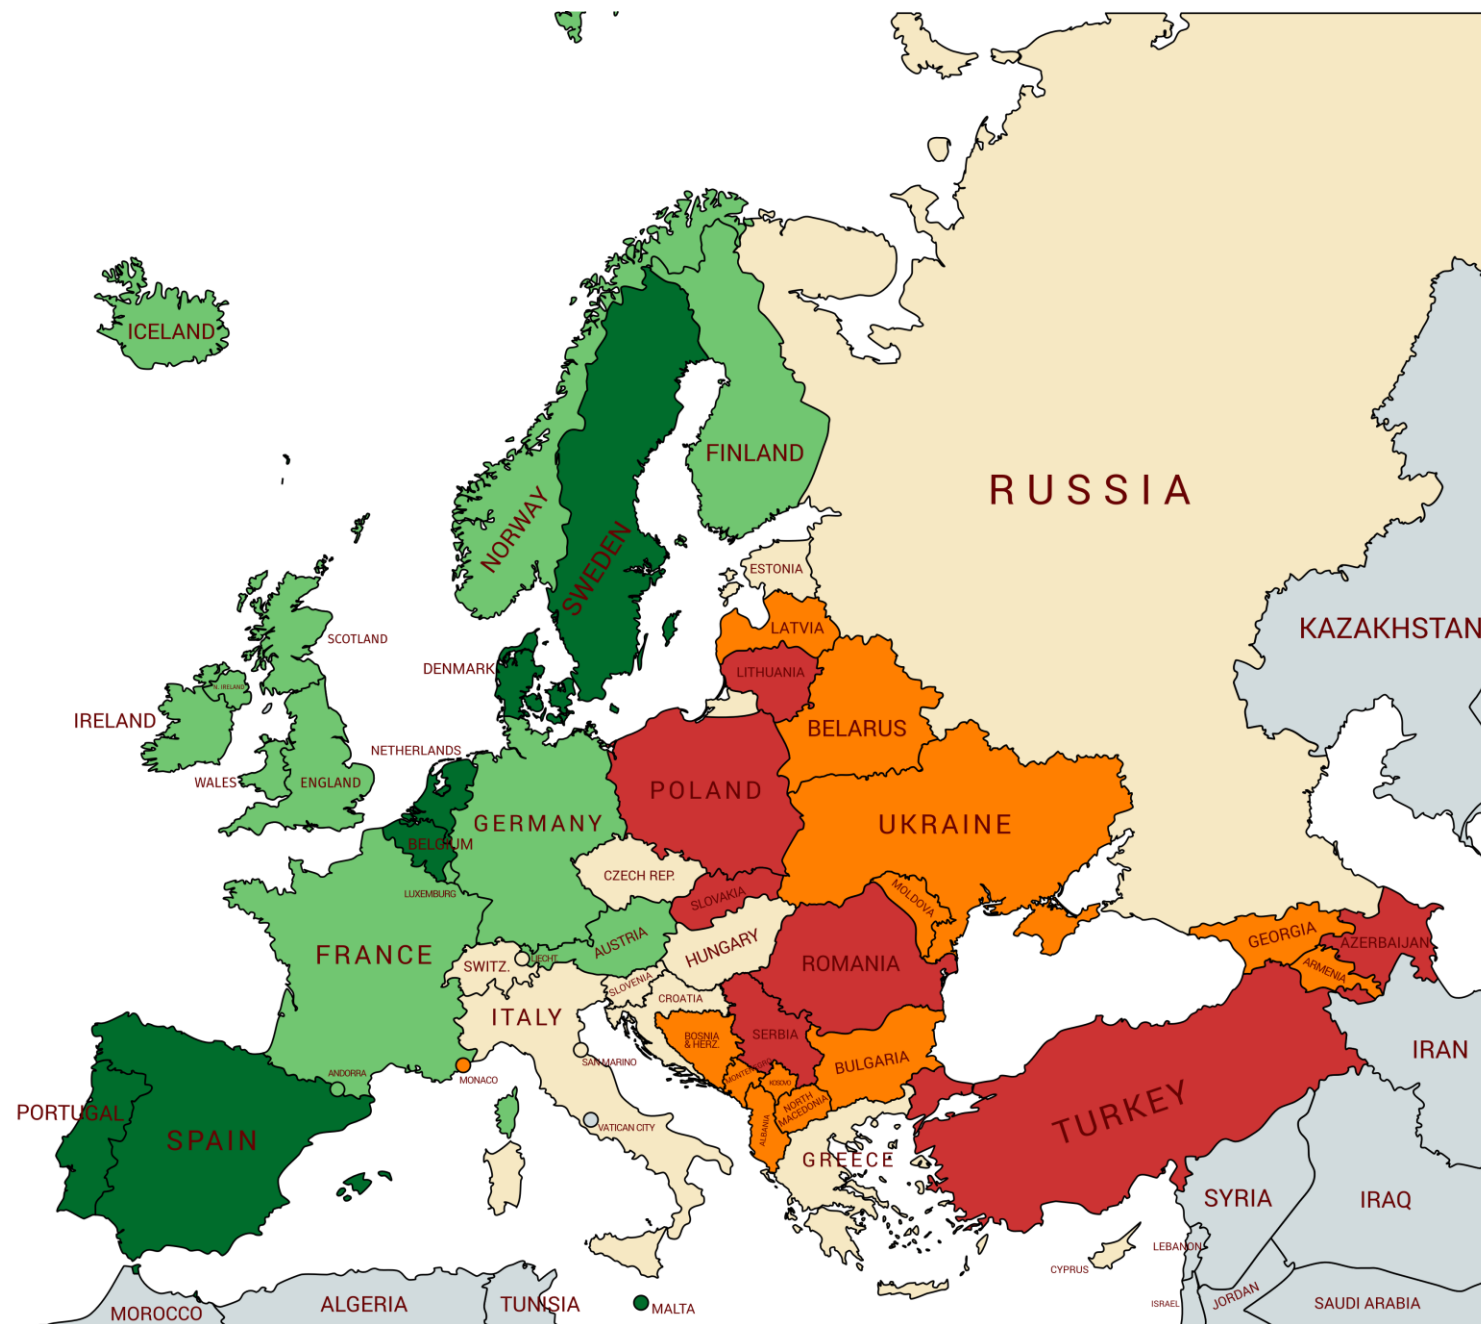 ICELAND
FINLAND
RUSSIA
NORWAY
SWEDEN
ESTONIA
SCOTLAND
LATVIA
KAZAKHSTAN
DENMARK
LITHUANIA
N. IRELAND
IRELAND
BELARUS
NETHERLANDS
WALES
ENGLAND
POLAND
GERMANY
UKRAINE
BELGIUM
CZECH REP.
LUXEMBURG
SLOVAKIA
MOLDOVA
FRANCE
AUSTRIA
HUNGARY
GEORGIA
AZERBAIJAN
LIECHT.
SWITZ.
ROMANIA
ARMENIA
SLOVENIA
CROATIA
ITALY
BOSNIA
& HERZ.
SERBIA
IRAN
SAN MARINO
BULGARIA
ANDORRA
MONACO
MONTENEGRO
KOSOVO
PORTUGAL
SPAIN
VATICAN CITY
NORTH
MACEDONIA
ALBANIA
TURKEY
GREECE
SYRIA
IRAQ
LEBANON
CYPRUS
MOROCCO
ALGERIA
TUNISIA
MALTA
ISRAEL
JORDAN
SAUDI ARABIA